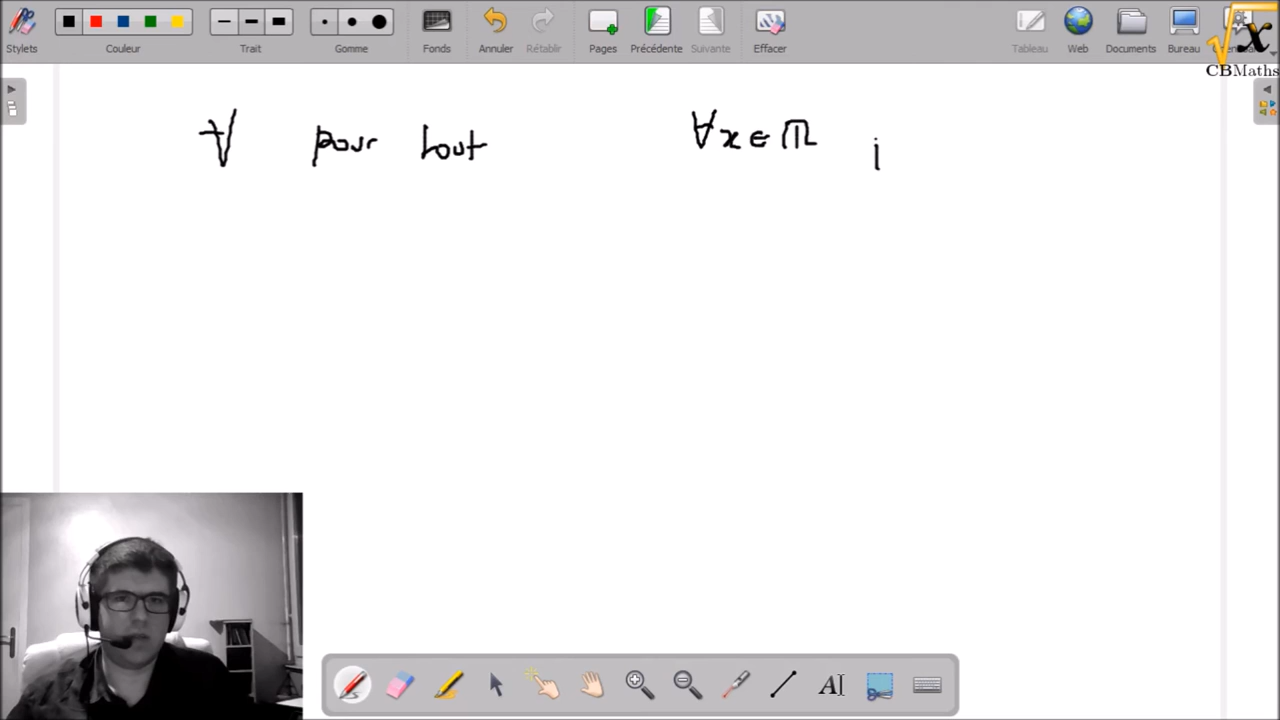 Stylets Couleur Trait Gomme Fonds Annuler Rétablir Pages Précédente Suivante Effacer Tableau Web Documents Bureau
√x
CBMaths
∀ pour tout ∀x ∈ ℝ i